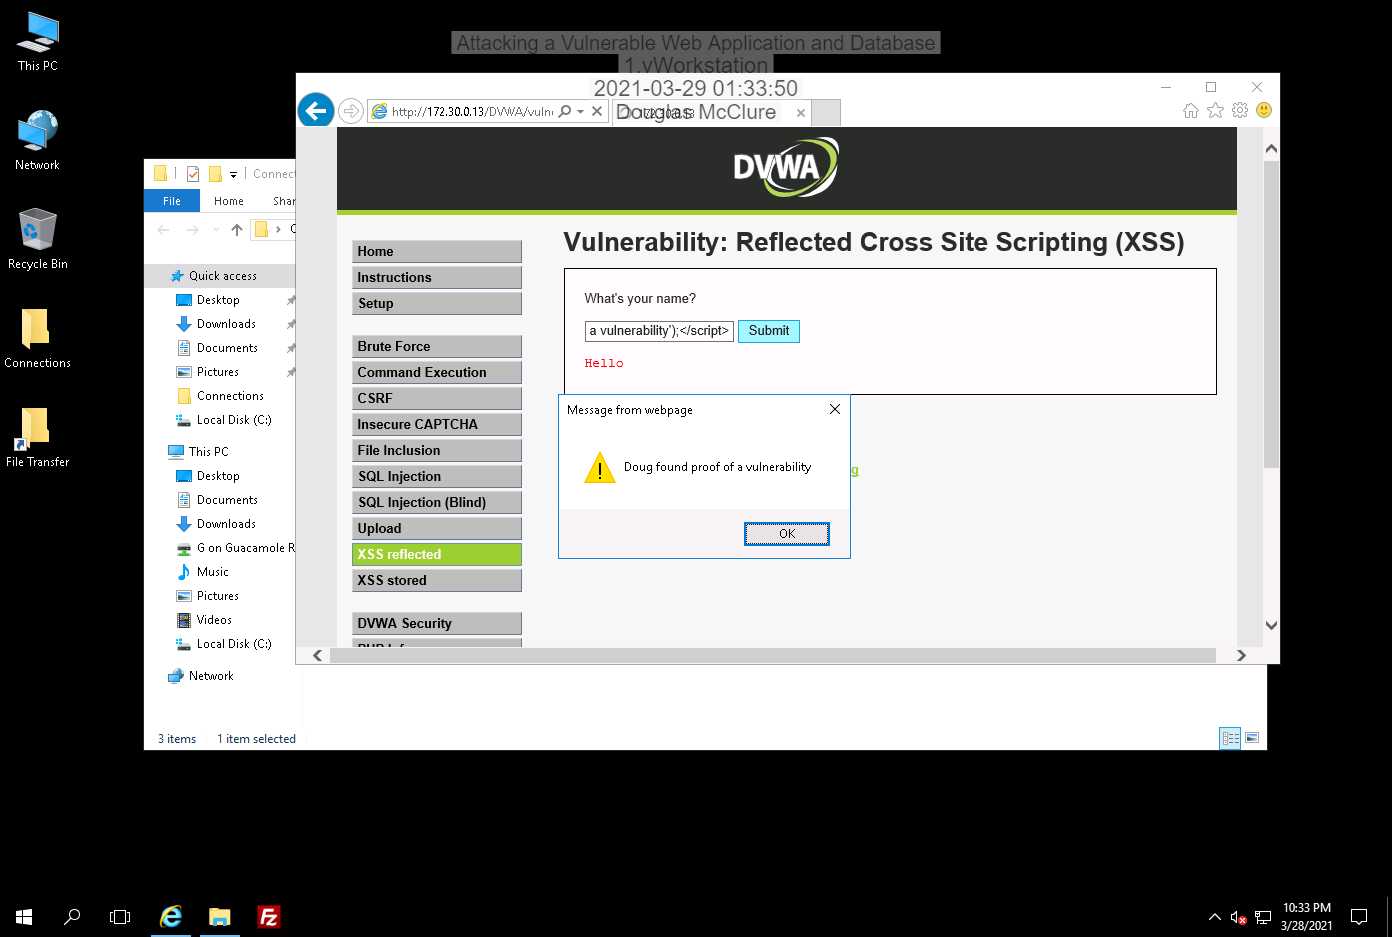 This PC
Network
Recycle Bin
Connections
File Transfer
Attacking a Vulnerable Web Application and Database
1.vWorkstation
2021-03-29 01:33:50
Douglas McClure
http://172.30.0.13/DVWA/vuln
Connect
File
Home
Shar
Quick access
Desktop
Downloads
Documents
Pictures
Connections
Local Disk (C:)
This PC
Desktop
Documents
Downloads
G on Guacamole R
Music
Pictures
Videos
Local Disk (C:)
Network
3 items
1 item selected
DVWA
Home
Instructions
Setup
Brute Force
Command Execution
CSRF
Insecure CAPTCHA
File Inclusion
SQL Injection
SQL Injection (Blind)
Upload
XSS reflected
XSS stored
DVWA Security
Vulnerability: Reflected Cross Site Scripting (XSS)
What's your name?
a vulnerability');</script>
Submit
Hello
Message from webpage
Doug found proof of a vulnerability
OK
g
Fz
10:33 PM
3/28/2021